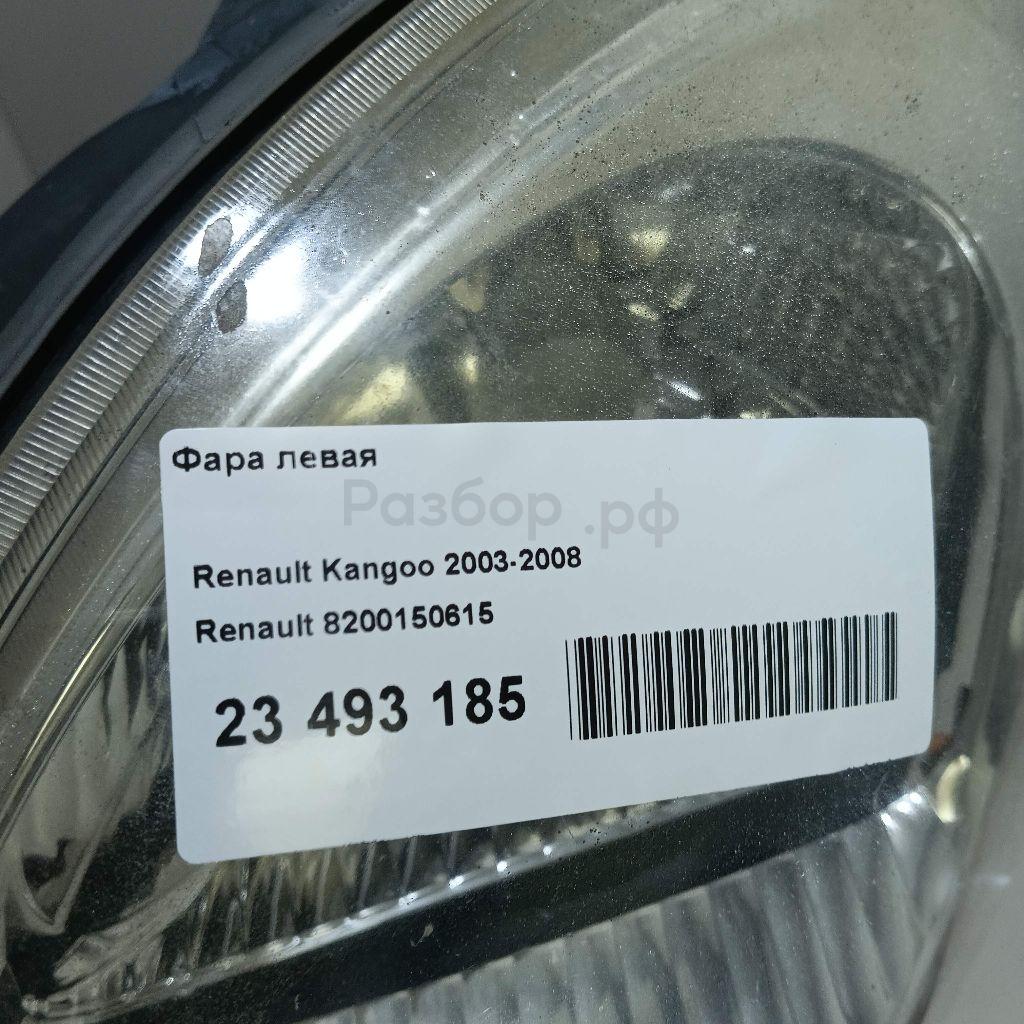 Фара левая
Разбор.рф
Renault Kangoo 2003-2008
Renault 8200150615
23 493 185